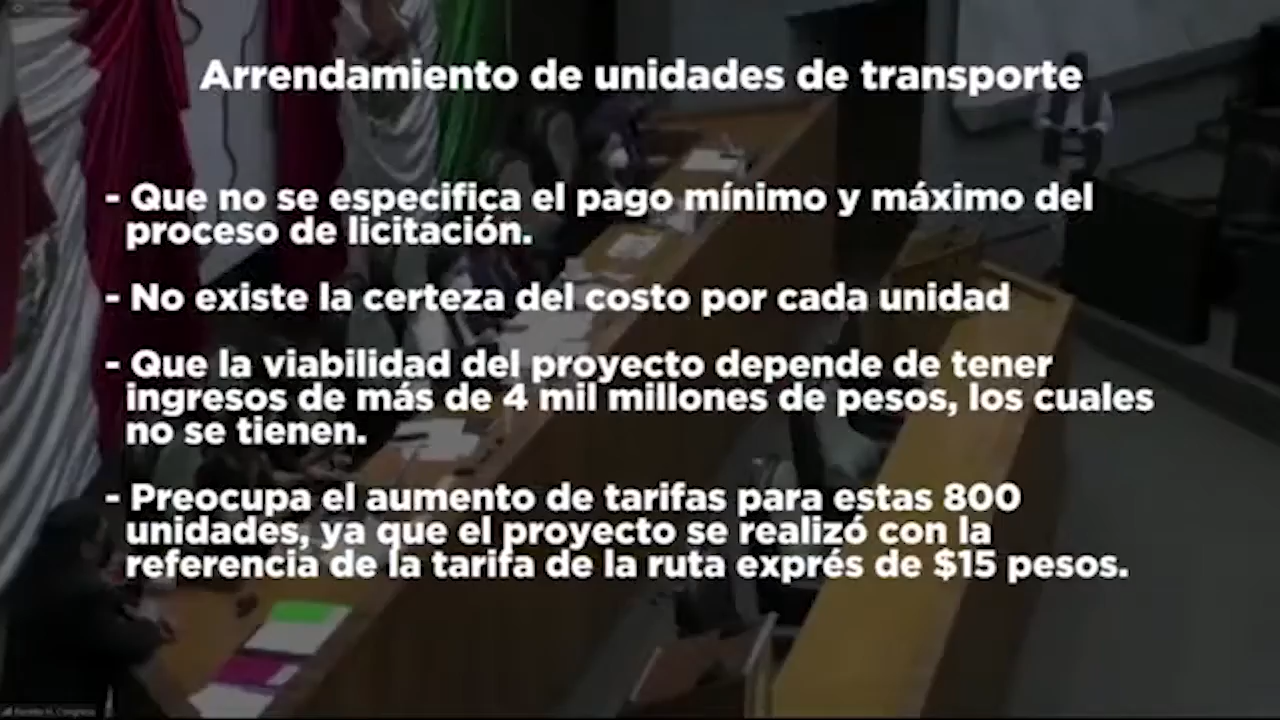 Arrendamiento de unidades de transporte
- Que no se especifica el pago mínimo y máximo del
proceso de licitación.
- No existe la certeza del costo por cada unidad
- Que la viabilidad del proyecto depende de tener
ingresos de más de 4 mil millones de pesos, los cuales
no se tienen.
- Preocupa el aumento de tarifas para estas 800
unidades, ya que el proyecto se realizó con la
referencia de la tarifa de la ruta exprés de $15 pesos.